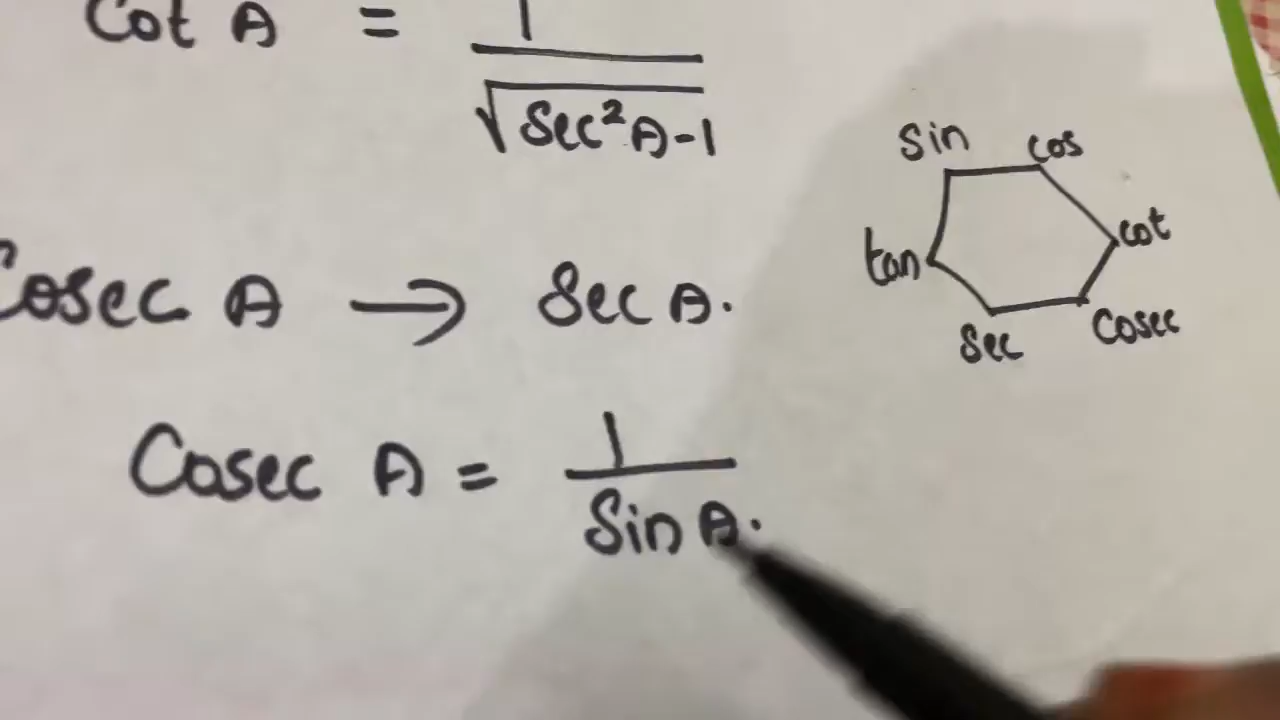 Cot A = 1/√Sec²A-1
Cosec A → Sec A.
Cosec A = 1/Sin A.
Sin cos
tan cot
Sec Cosec